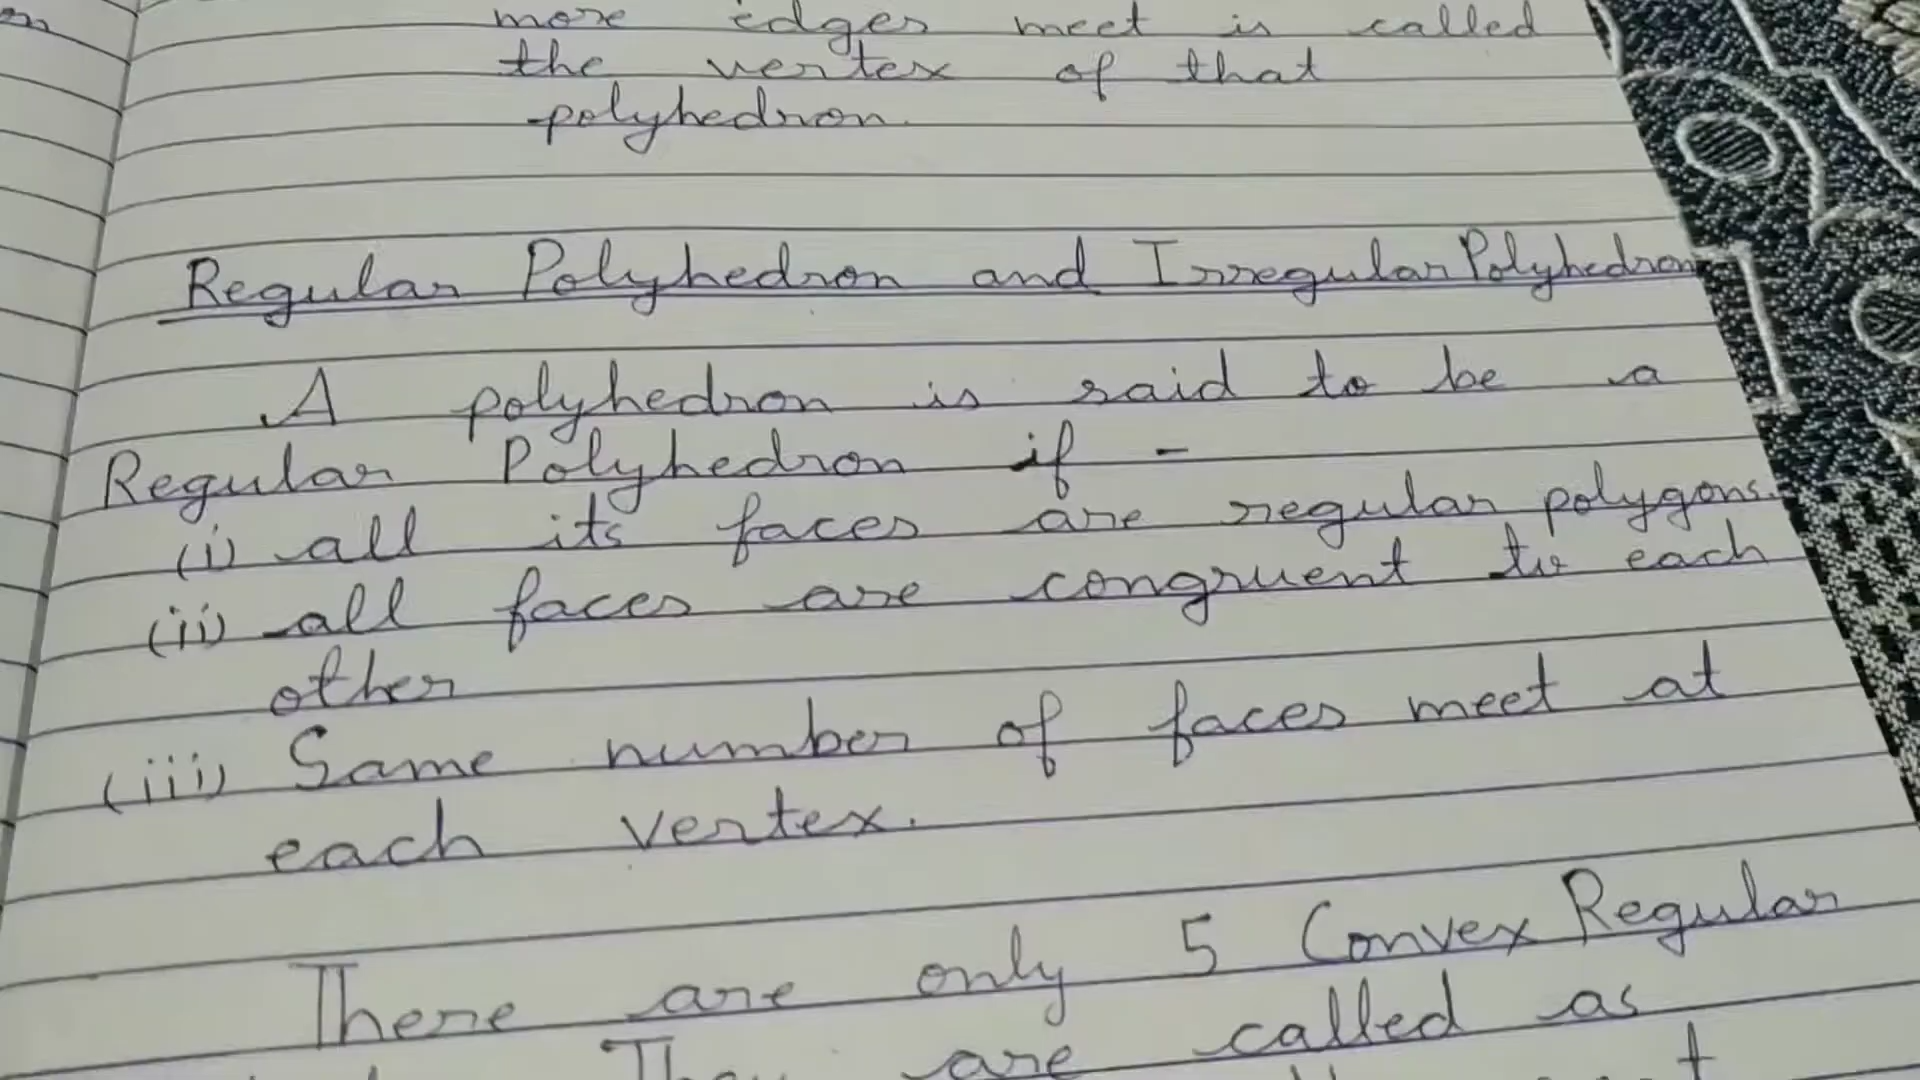 more edges meet is called
the vertex of that
polyhedron.
Regular Polyhedron and Irregular Polyhedron
A polyhedron is said to be a
Regular Polyhedron if -
(i) all its faces are regular polygons.
(ii) all faces are congruent to each
other
(iii) Same number of faces meet at
each vertex.
There are only 5 Convex Regular
They are called as